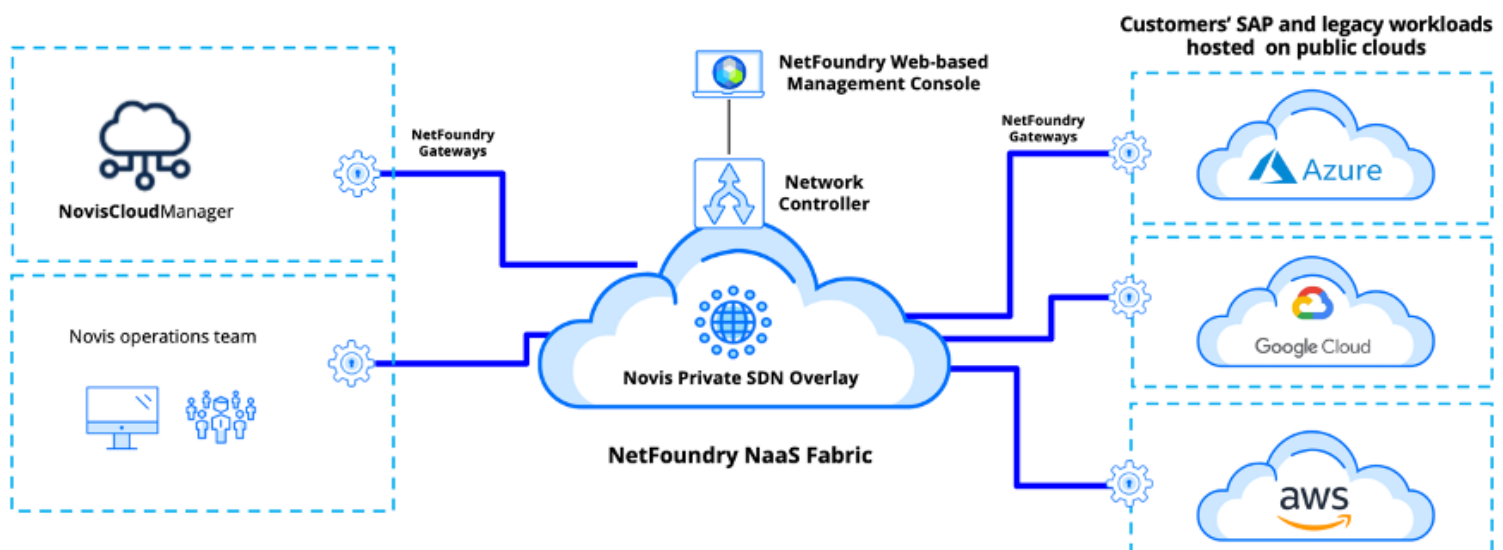 Customers' SAP and legacy workloads
hosted on public clouds
NetFoundry Web-based
Management Console
NetFoundry
Gateways
NetFoundry
Gateways
Azure
Network
Controller
NovisCloudManager
Novis operations team
Google Cloud
Novis Private SDN Overlay
NetFoundry NaaS Fabric
aws